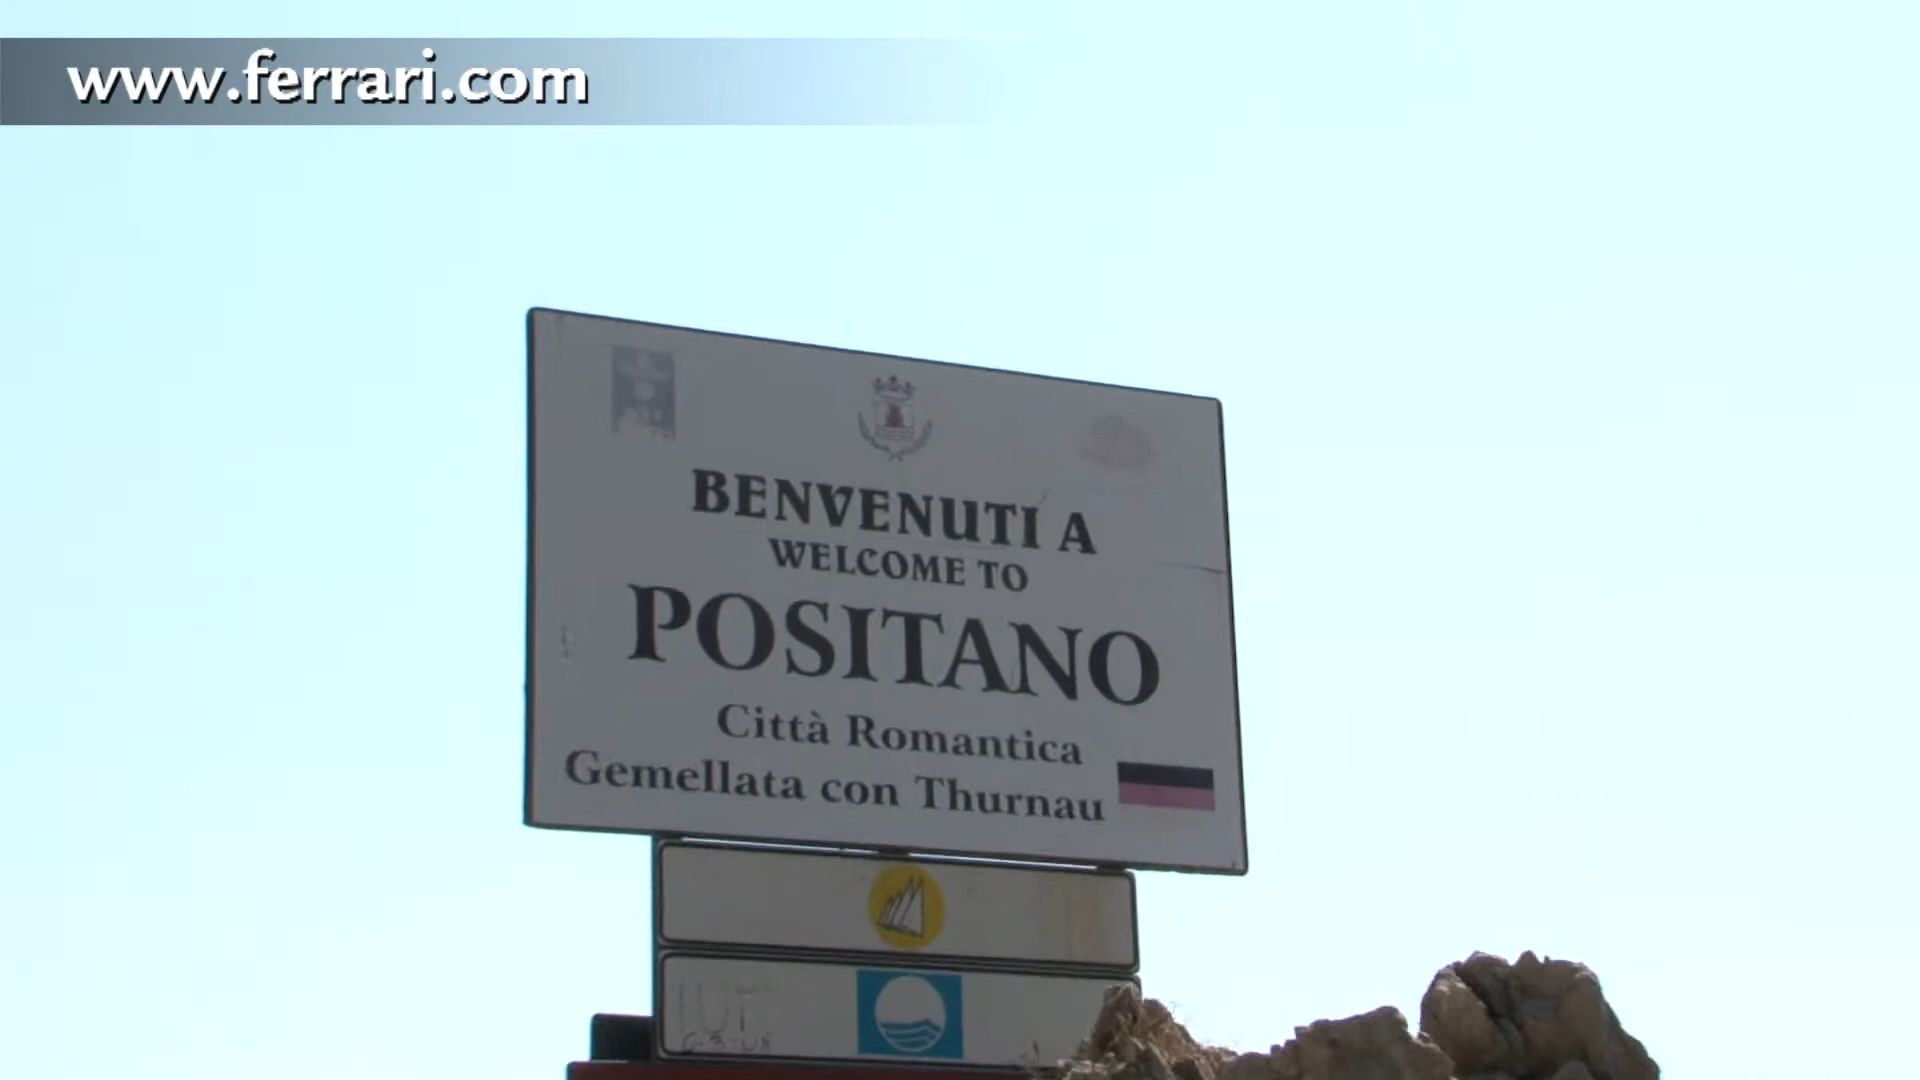 www.ferrari.com
BENVENUTI A
WELCOME TO
POSITANO
Città Romantica
Gemellata con Thurnau